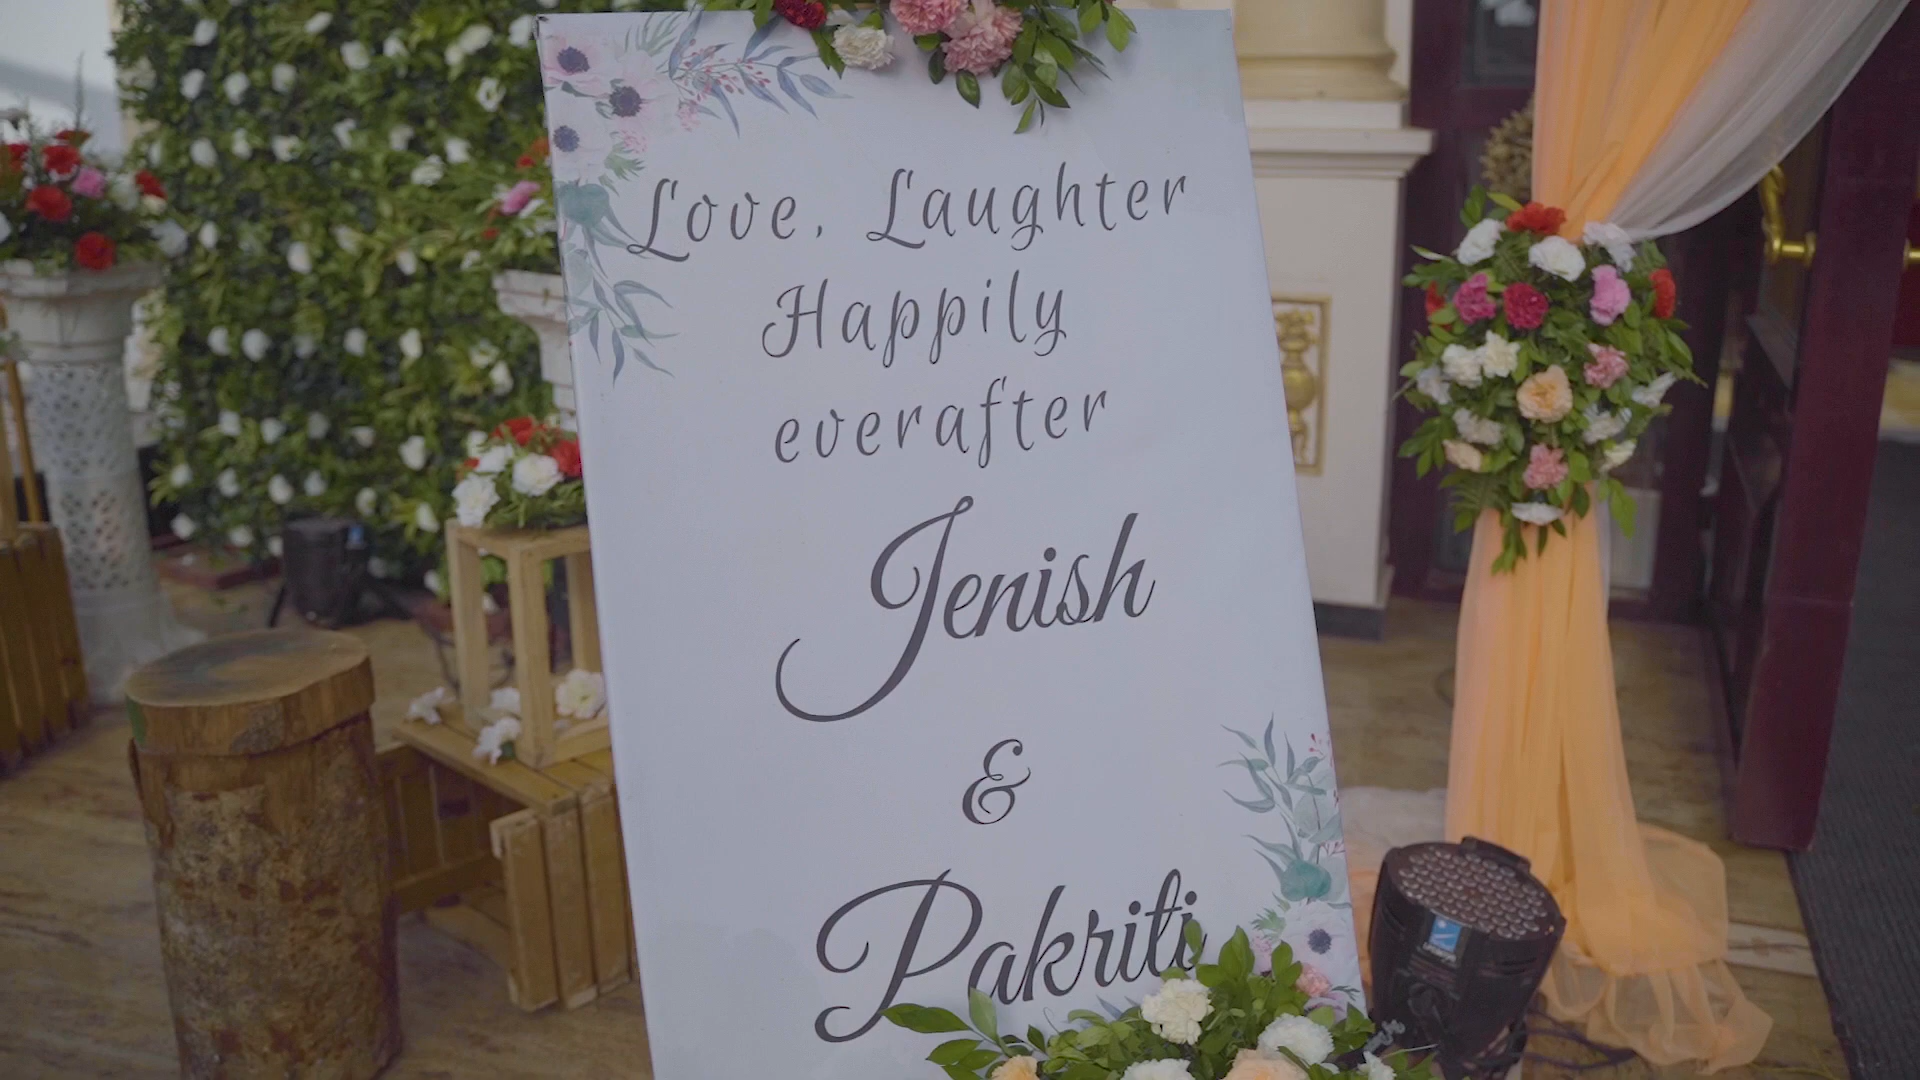 Love, Laughter
Happily
everafter
Jenish
&
Pakriti